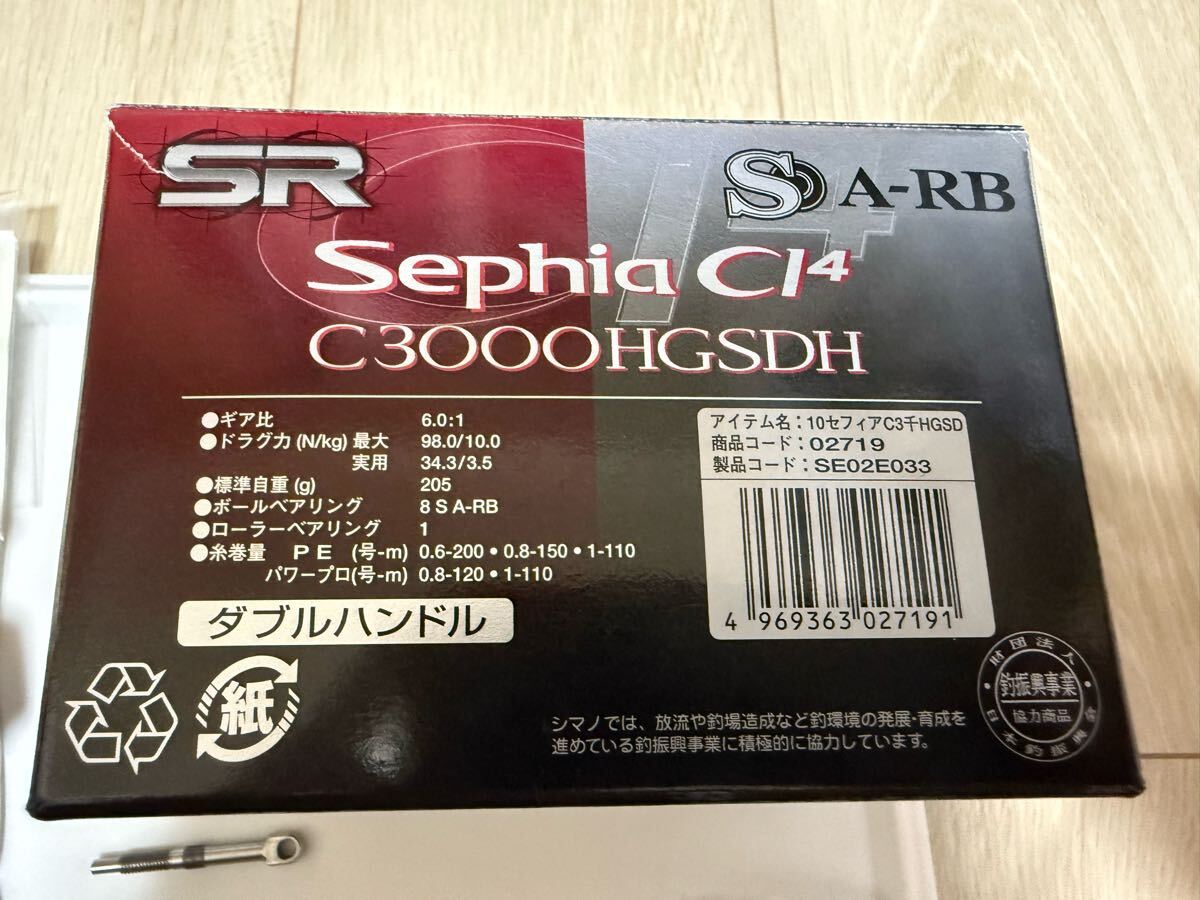 SR
S A-RB
Sephia CI4
C3000HGSDH
●ギア比 6.0:1
●ドラグ力(N/kg)最大 98.0/10.0
実用 34.3/3.5
●標準自重(g) 205
●ボールベアリング 8 S A-RB
●ローラーベアリング 1
●糸巻量 PE (号-m) 0.6-200•0.8-150•1-110
パワープロ(号-m) 0.8-120•1-110
ダブルハンドル
アイテム名:10セフィアC3千HGSD
商品コード:02719
製品コード:SE02E033
4 969363 027191
紙
シマノでは、放流や釣場造成など釣環境の発展・育成を
進めている釣振興事業に積極的に協力しています。
財団法人
釣振興事業
協力商品
日本釣振興会